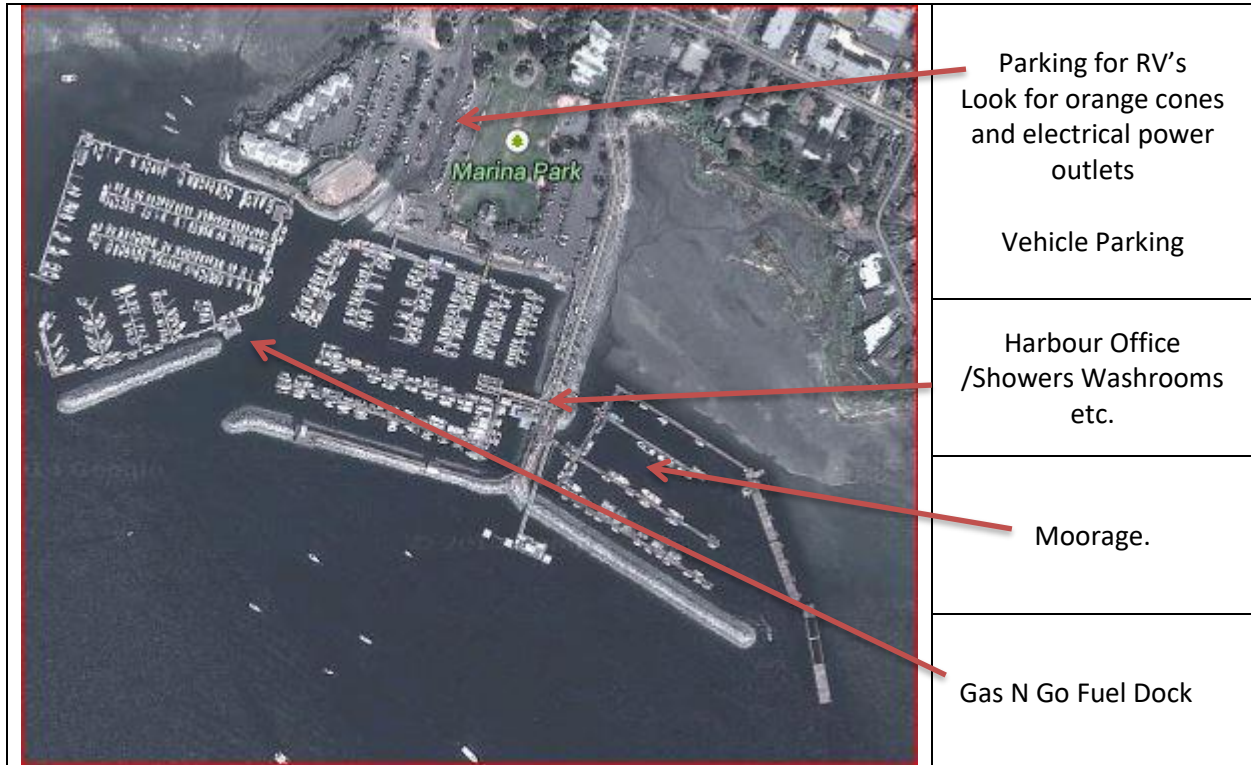 Parking for RV’s
Look for orange cones
and electrical power
outlets
Vehicle Parking
Marina Park
Harbour Office
/Showers Washrooms
etc.
Moorage.
Gas N Go Fuel Dock